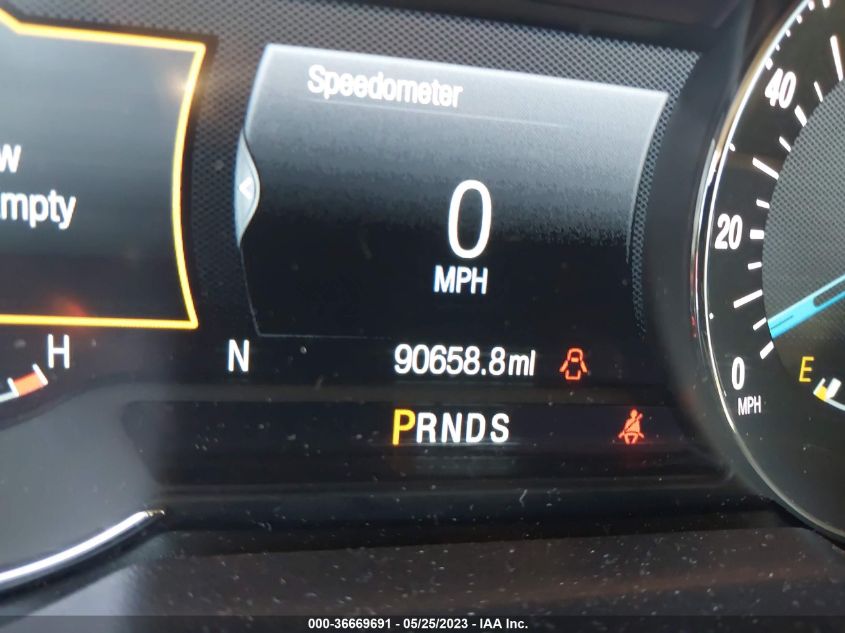 Speedometer
0
MPH
H
N
90658.8mi
PRNDS
40
20
0
MPH
E
000-36669691 - 05/25/2023 - IAA Inc.